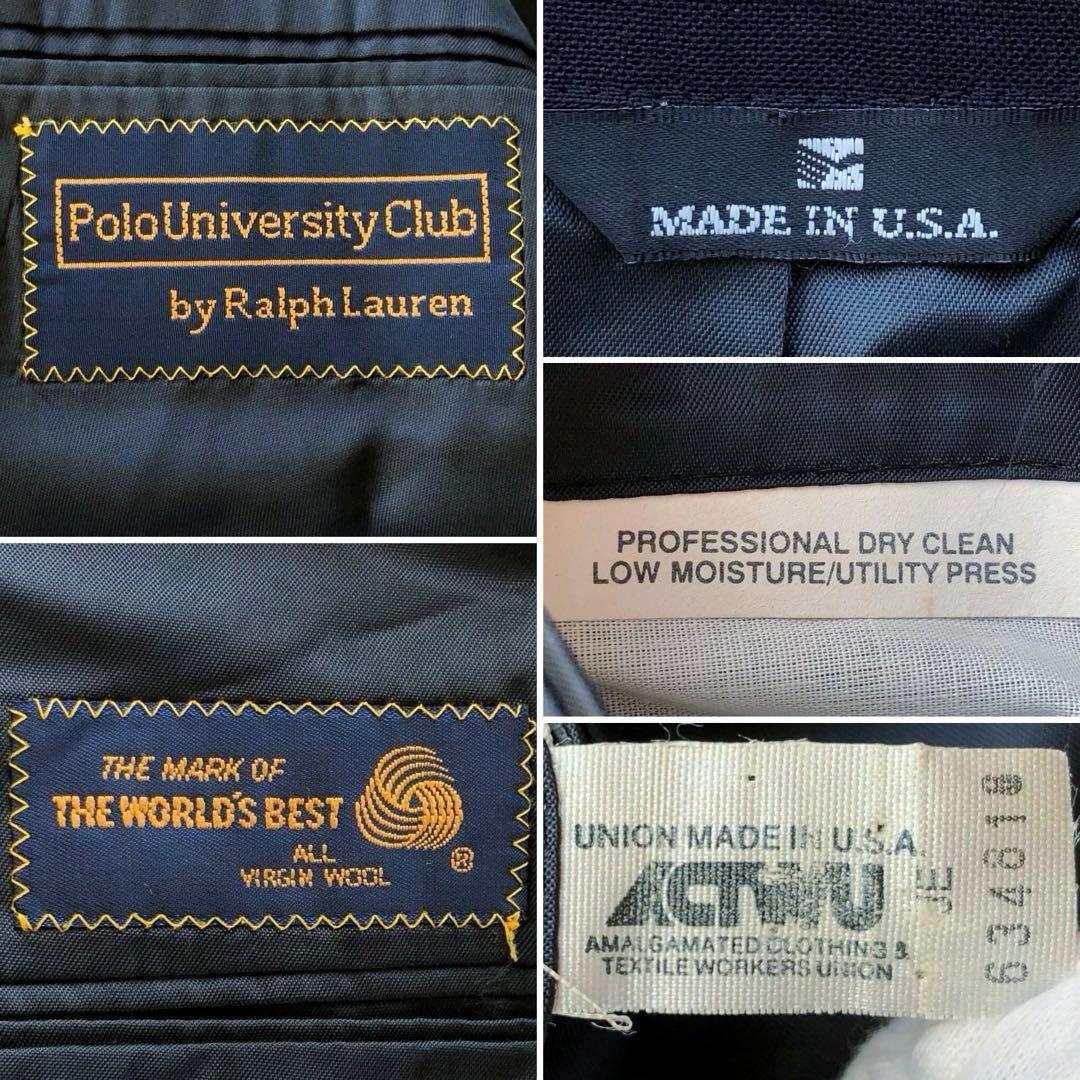 Polo University Club
by Ralph Lauren
MADE IN U.S.A.
PROFESSIONAL DRY CLEAN
LOW MOISTURE/UTILITY PRESS
THE MARK OF
THE WORLD'S BEST
ALL
VIRGIN WOOL
®
UNION MADE IN U.S.A.
ACTWU
AMALGAMATED CLOTHING &
TEXTILE WORKERS UNION
JE